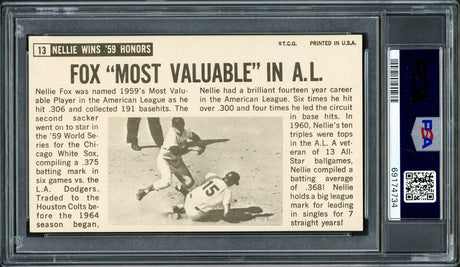 13 NELLIE WINS '59 HONORS
©T.C.G. PRINTED IN U.S.A.
FOX "MOST VALUABLE" IN A.L.
Nellie Fox was named 1959's Most Valu-
able Player in the American League as he
hit .306 and collected 191 basehits. The
second sacker
went on to star
in the '59 World
Series for the
Chicago White
Sox, compiling
a .375
batting mark in
six games vs. the
L.A. Dodgers.
Traded to the
Houston Colts be-
fore the 1964
season began,
Nellie had a brilliant fourteen year career
in the American League. Six times he hit
over .300 and four times he led the circuit
in base hits. In
1960, Nellie's ten
triples were tops
in the A.L. A vet-
eran of 13 All-
Star ballgames,
Nellie compiled a
batting average
of .368! Nellie
holds a big league
mark for leading
in singles for 7
straight years!
15
PSA
69174734